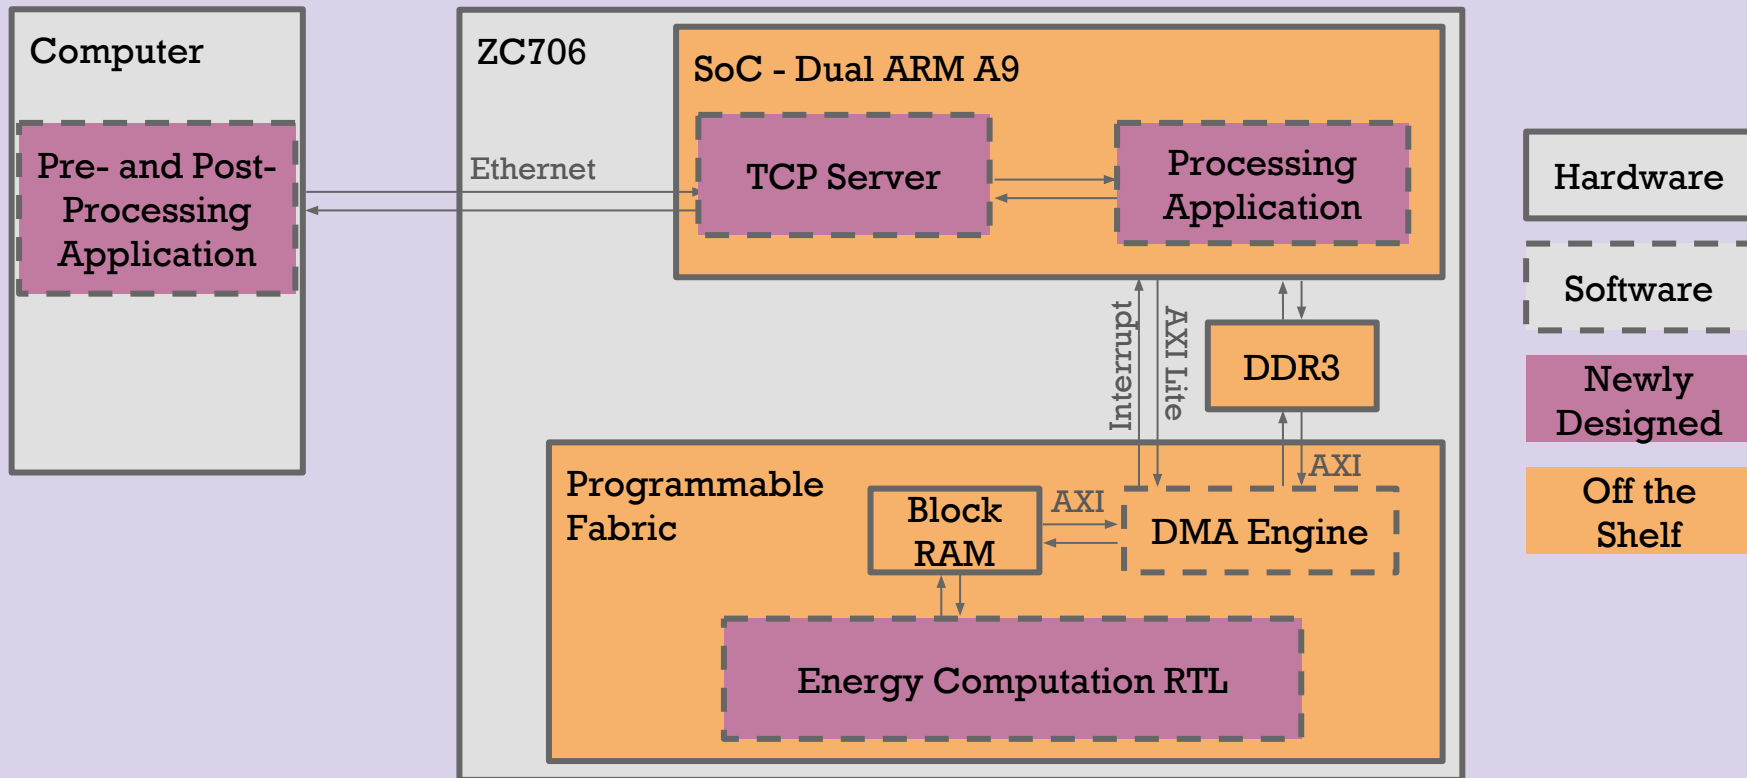 Computer
Pre- and Post-
Processing
Application
Ethernet
ZC706
SoC - Dual ARM A9
TCP Server
Processing
Application
Interrupt
AXI Lite
DDR3
AXI
Programmable
Fabric
Block
RAM
AXI
DMA Engine
Energy Computation RTL
Hardware
Software
Newly
Designed
Off the
Shelf